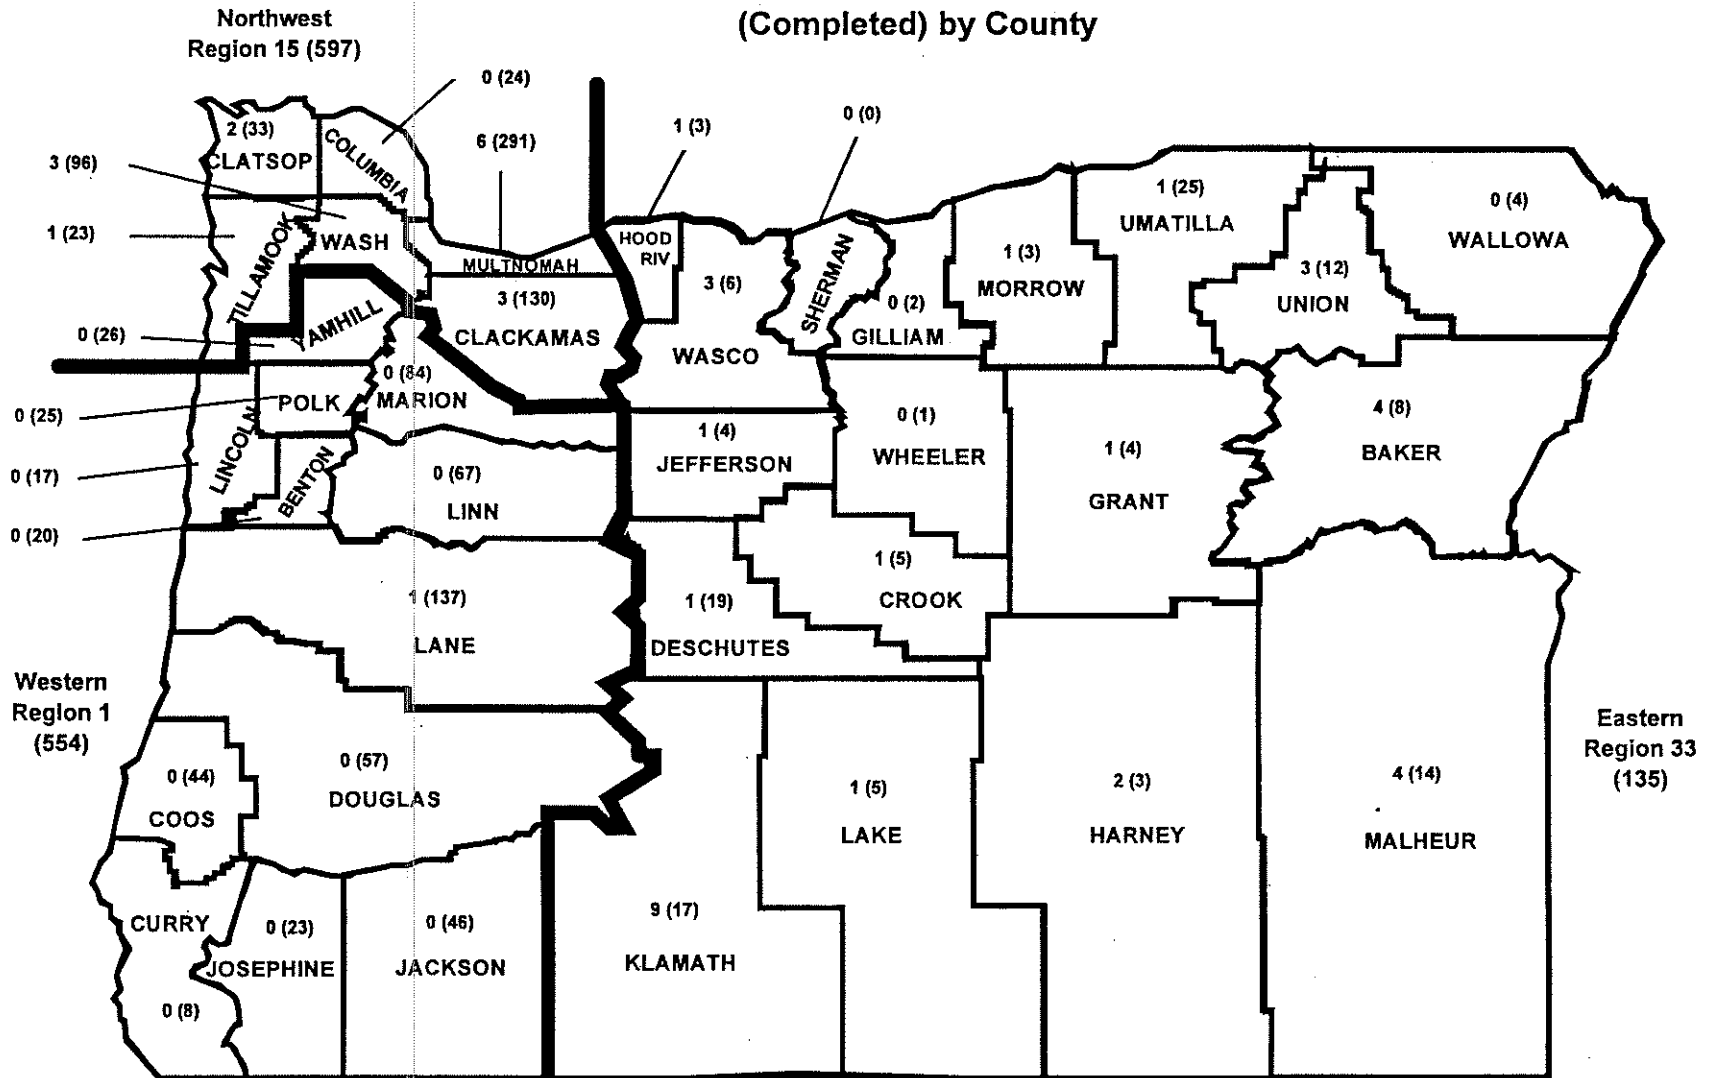 (Completed) by County
Northwest
Region 15 (597)
0 (24)
6 (291)
1 (3)
0 (0)
2 (33)
CLATSOP
COLUMBIA
3 (96)
1 (23)
TILLAMOOK
WASH
MULTNOMAH
HOOD
RIV
3 (6)
WASCO
SHERMAN
0 (2)
GILLIAM
1 (3)
MORROW
1 (25)
UMATILLA
3 (12)
UNION
0 (4)
WALLOWA
3 (130)
CLACKAMAS
0 (26)
YAMHILL
0 (84)
MARION
0 (25)
POLK
LINCOLN
0 (17)
BENTON
0 (20)
0 (67)
LINN
1 (4)
JEFFERSON
0 (1)
WHEELER
1 (4)
GRANT
4 (8)
BAKER
1 (137)
LANE
1 (19)
DESCHUTES
1 (5)
CROOK
Western
Region 1
(554)
Eastern
Region 33
(135)
0 (44)
COOS
0 (57)
DOUGLAS
1 (5)
LAKE
2 (3)
HARNEY
4 (14)
MALHEUR
CURRY
0 (8)
0 (23)
JOSEPHINE
0 (46)
JACKSON
9 (17)
KLAMATH